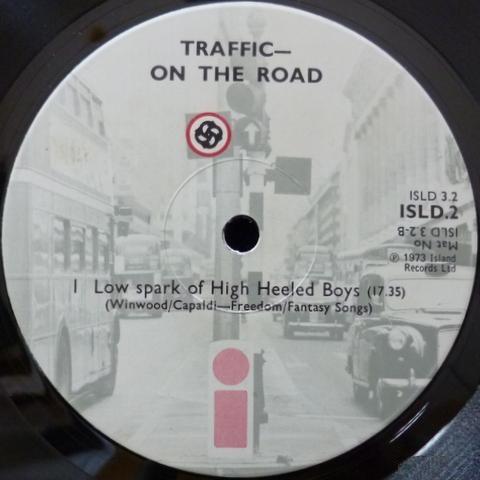 TRAFFIC—
ON THE ROAD
ISLD 3.2
ISLD.2
Mat No
ISLD 3 2-B
℗ 1973 Island
Records Ltd
1 Low spark of High Heeled Boys (17.35)
(Winwood/Capaldi—Freedom/Fantasy Songs)
i